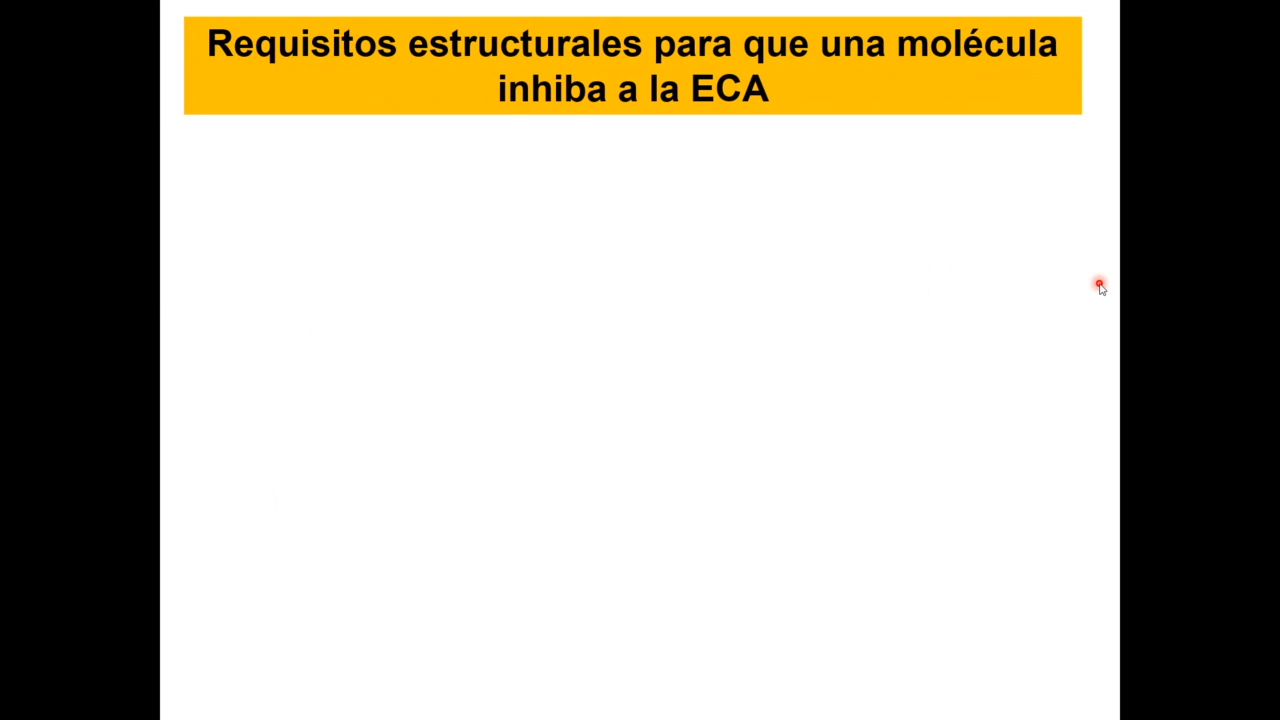 Requisitos estructurales para que una molécula
inhiba a la ECA